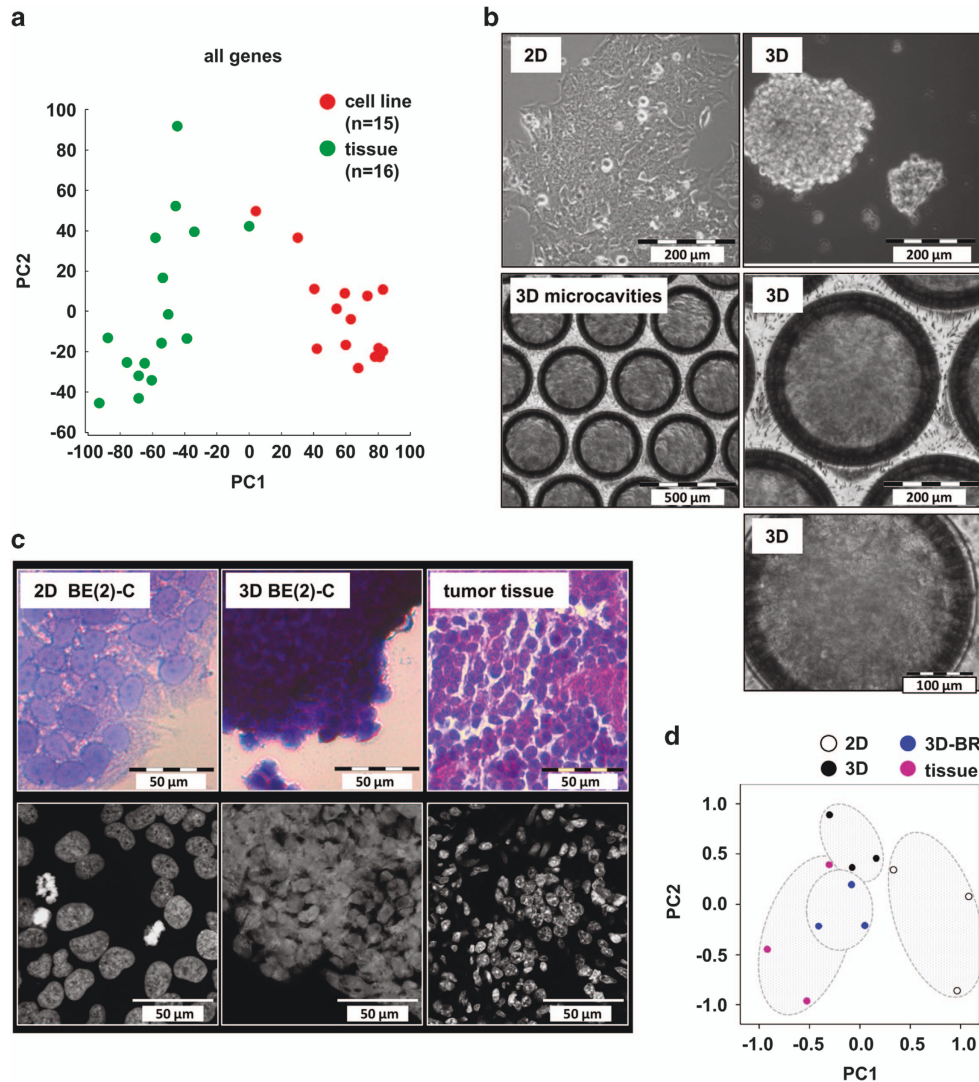 a
all genes
cell line
(n=15)
tissue
(n=16)
100
80
60
40
20
0
-20
-40
-60
PC2
-100 -80 -60 -40 -20 0 20 40 60 80 100
PC1
b
2D
200 µm
3D
200 µm
3D microcavities
500 µm
3D
200 µm
3D
100 µm
c
2D BE(2)-C
50 µm
3D BE(2)-C
50 µm
tumor tissue
50 µm
50 µm
50 µm
50 µm
d
2D
3D
3D-BR
tissue
1.0
0.5
0.0
-0.5
-1.0
PC2
-1.0 -0.5 0.0 0.5 1.0
PC1